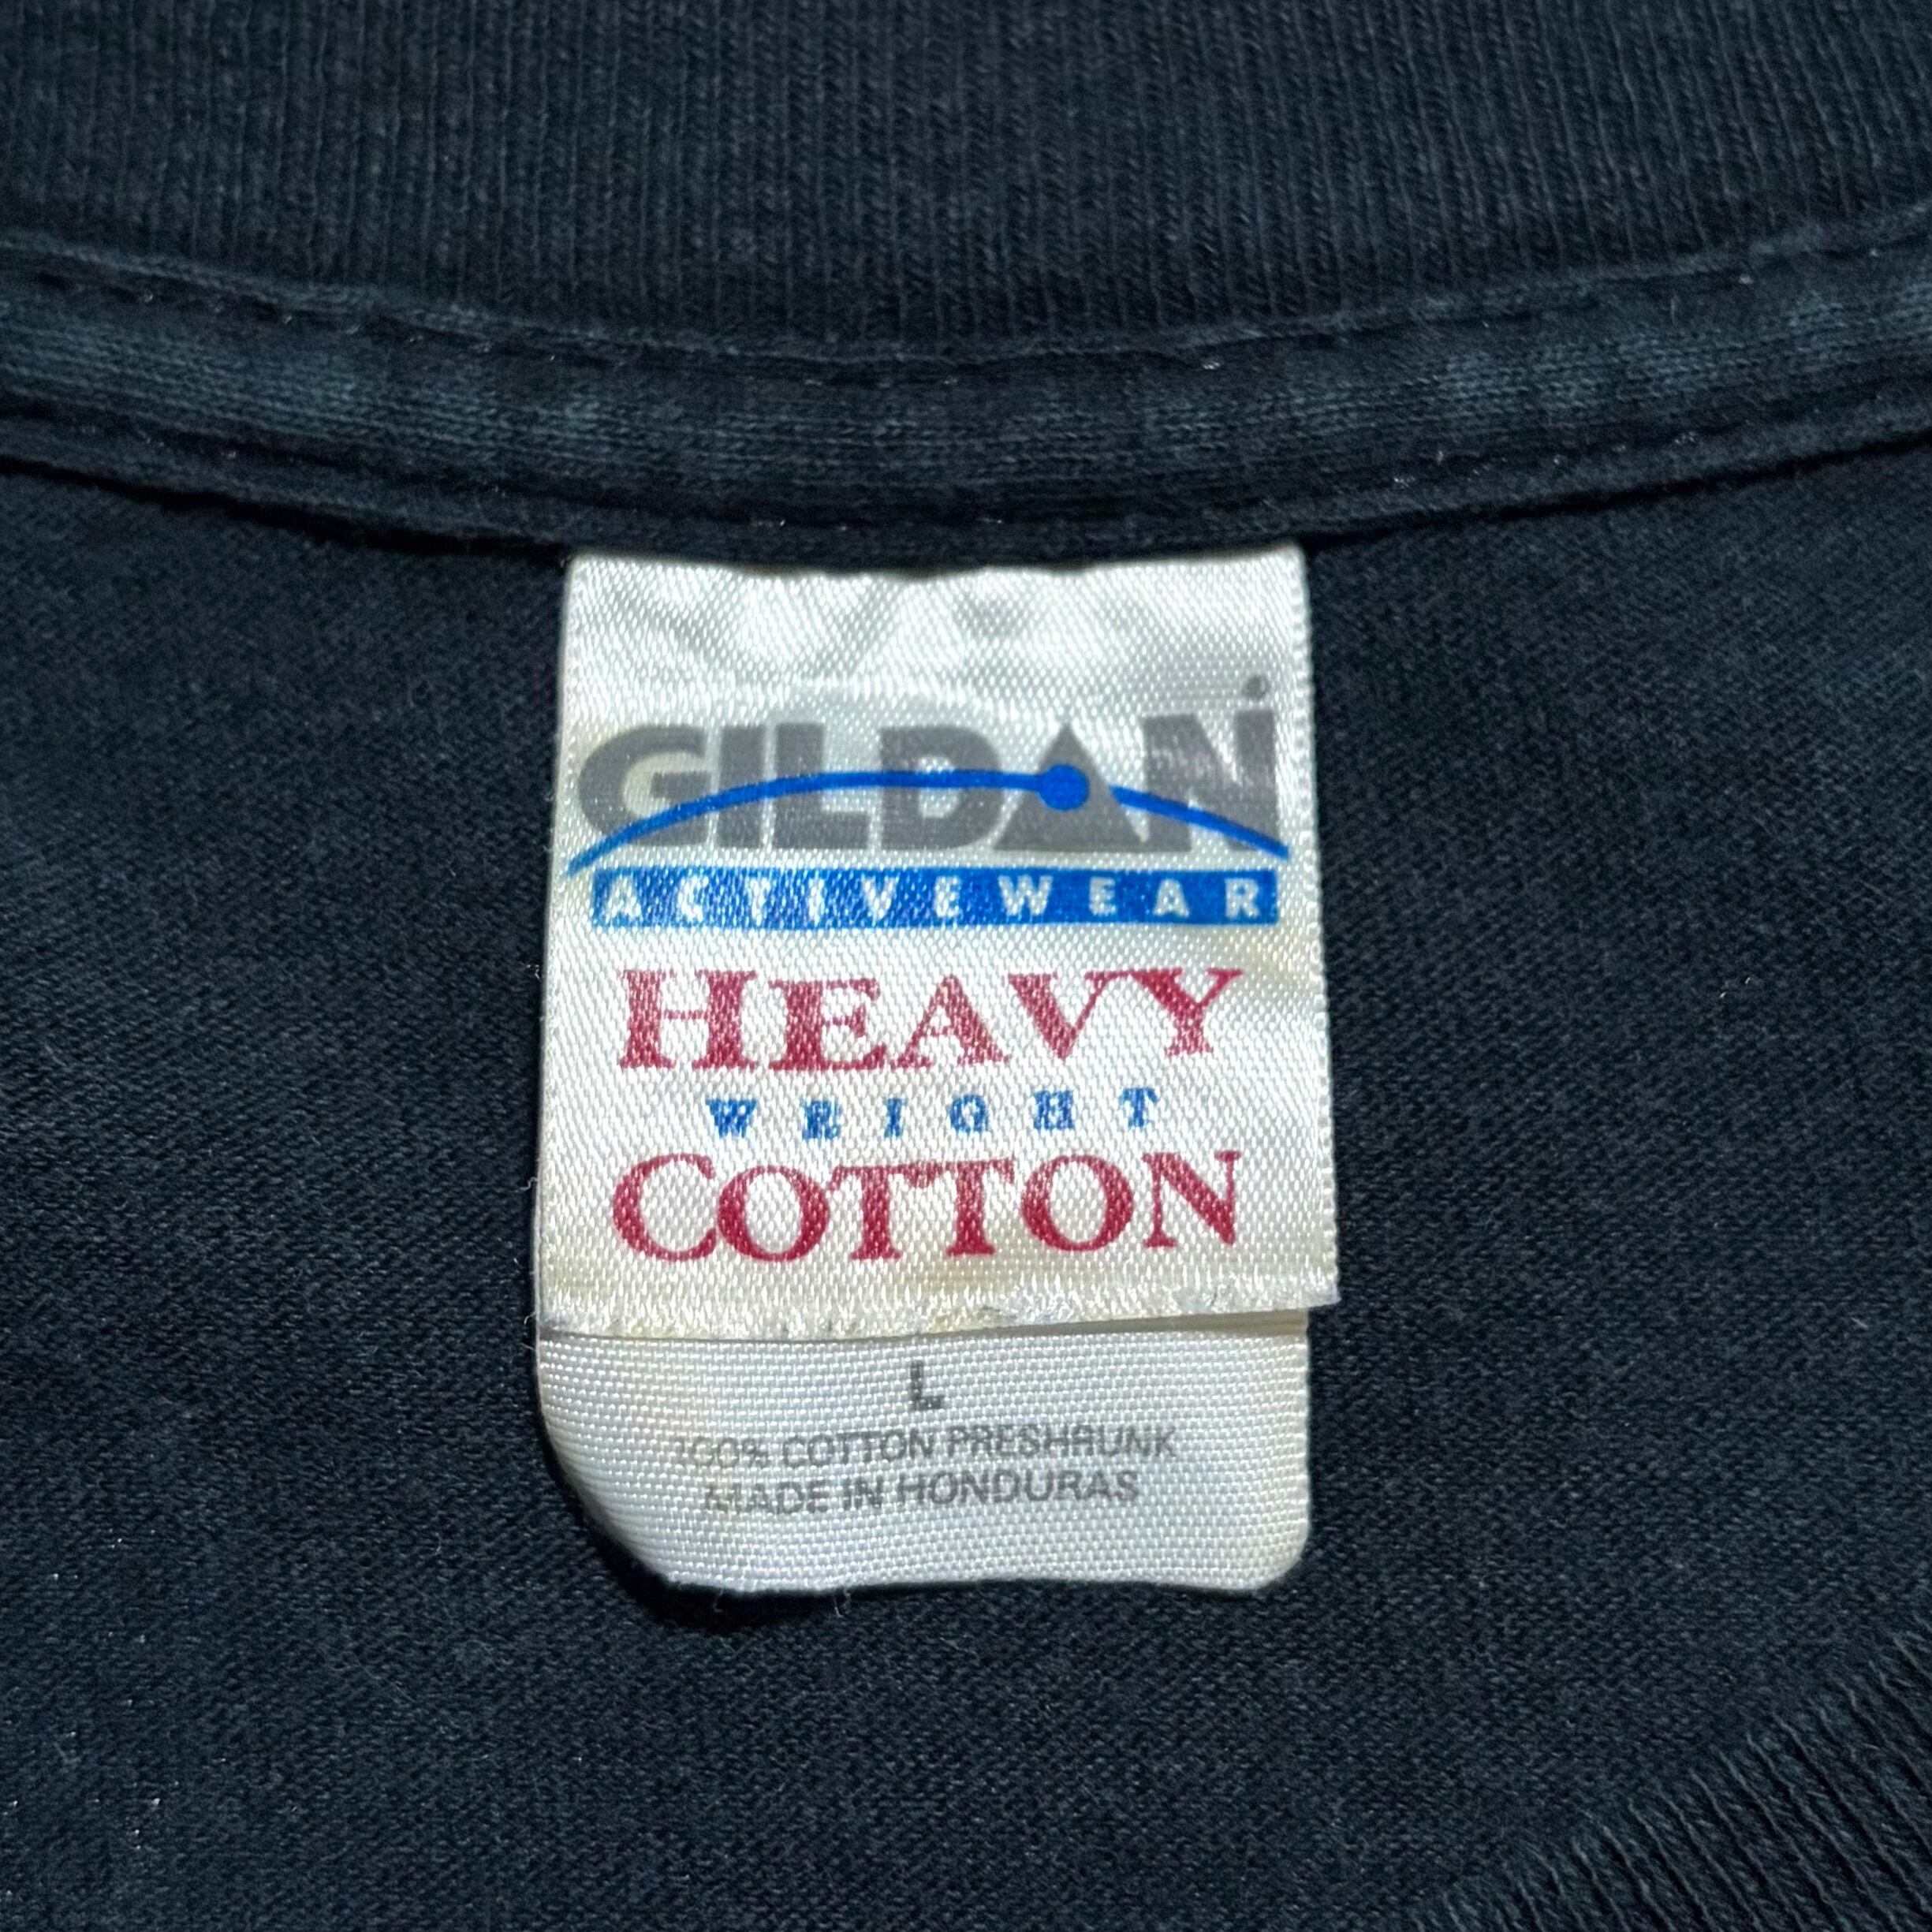 GILDAN
ACTIVEWEAR
HEAVY
WEIGHT
COTTON
L
100% COTTON PRESHRUNK
MADE IN HONDURAS